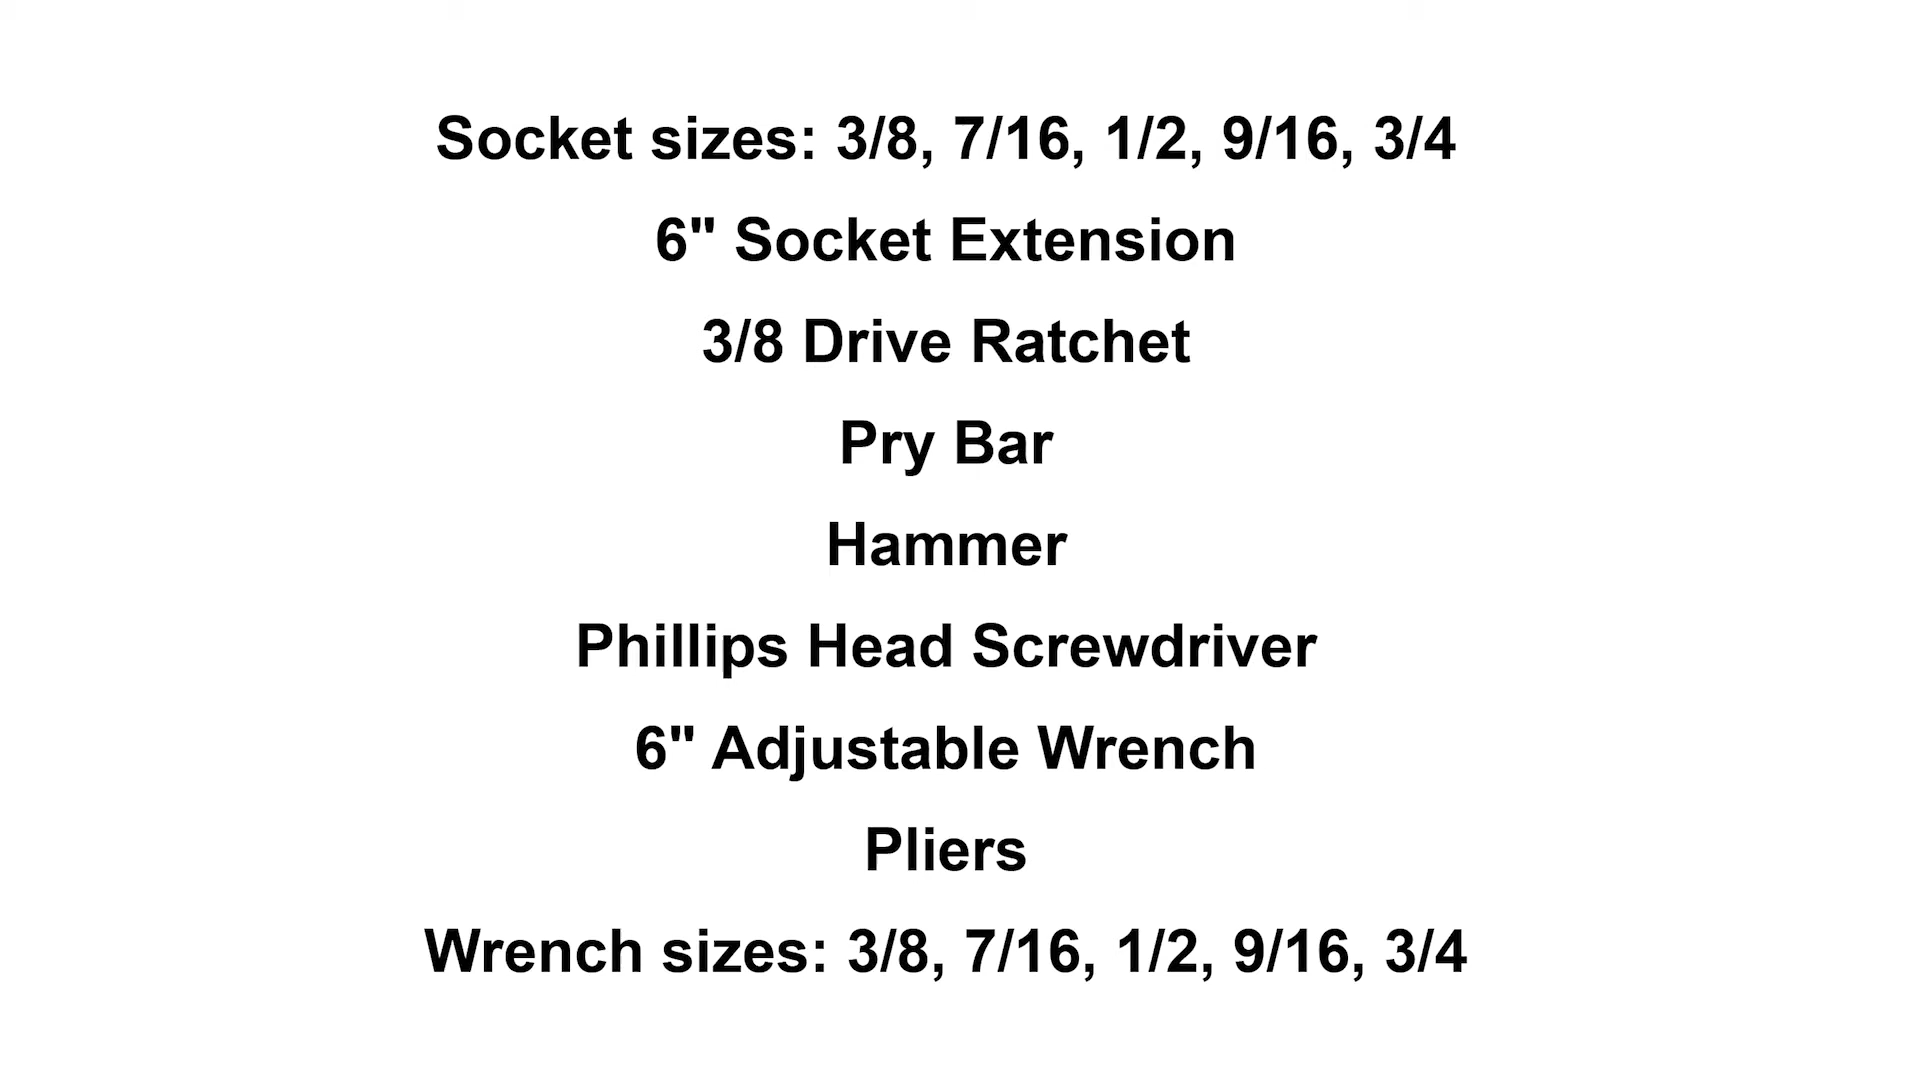 Socket sizes: 3/8, 7/16, 1/2, 9/16, 3/4
6" Socket Extension
3/8 Drive Ratchet
Pry Bar
Hammer
Phillips Head Screwdriver
6" Adjustable Wrench
Pliers
Wrench sizes: 3/8, 7/16, 1/2, 9/16, 3/4